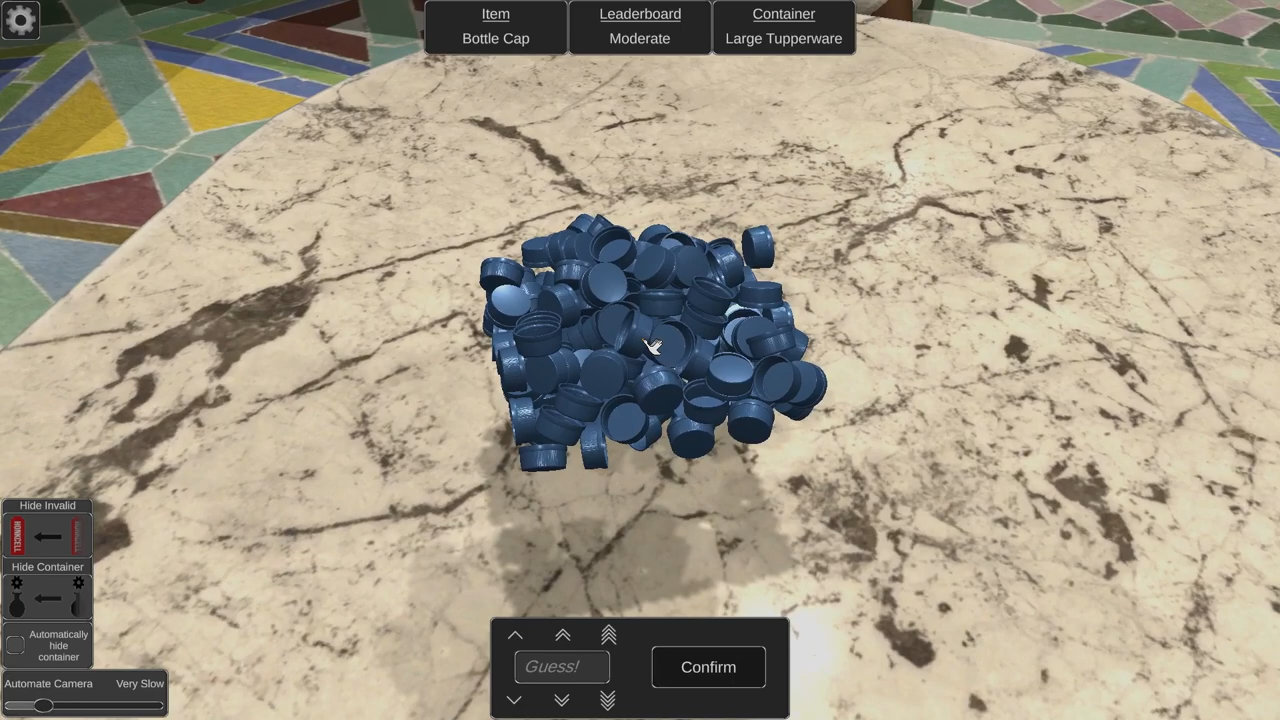 Item
Bottle Cap
Leaderboard
Moderate
Container
Large Tupperware
Hide Invalid
Hide Container
Automatically
hide
container
Automate Camera
Very Slow
Guess!
Confirm